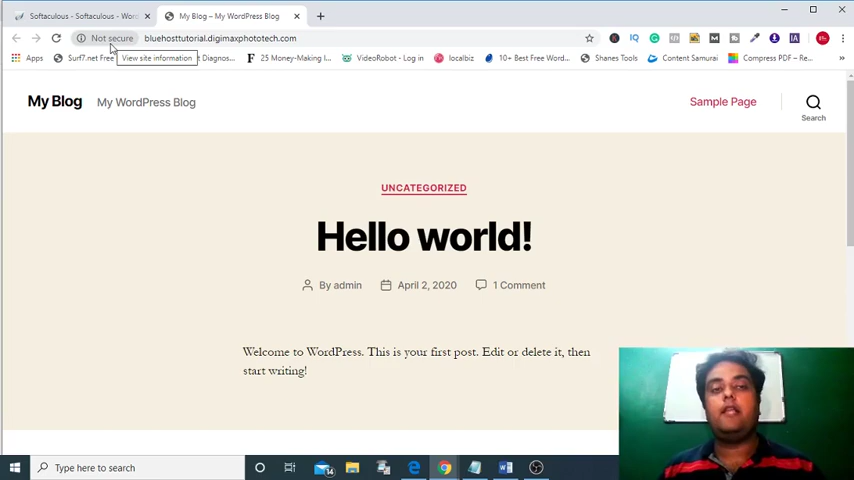 Softaculous - Softaculous - Wor
My Blog – My WordPress Blog
Not secure
bluehosttutorial.digimaxphototech.com
View site information
Apps
Surf7.net Free
t Diagnos...
25 Money-Making I...
VideoRobot - Log in
localbiz
10+ Best Free Word...
Shanes Tools
Content Samurai
Compress PDF – Re...
My Blog
My WordPress Blog
Sample Page
Search
UNCATEGORIZED
Hello world!
By admin
April 2, 2020
1 Comment
Welcome to WordPress. This is your first post. Edit or delete it, then
start writing!
Type here to search
14